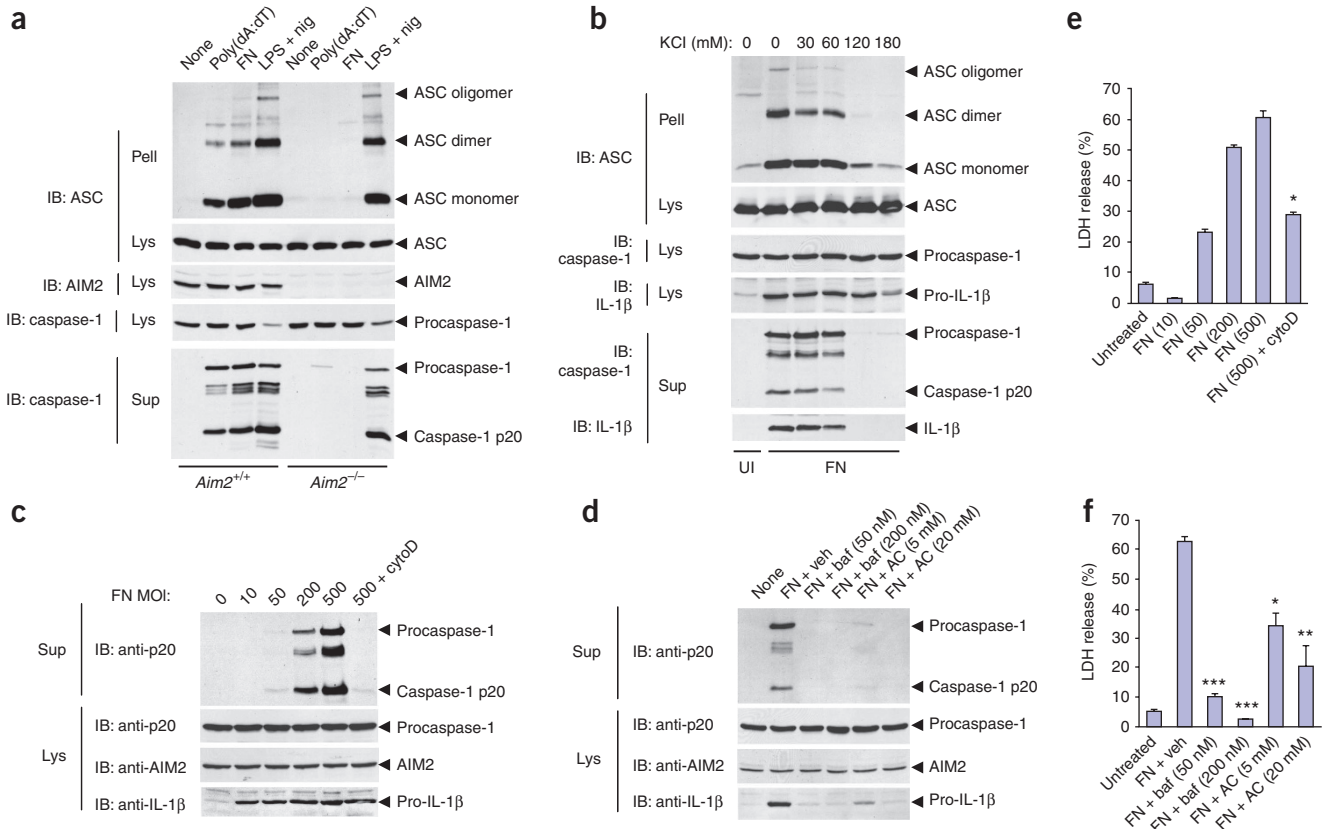 a
None
Poly(dA:dT)
FN
LPS + nig
None
Poly(dA:dT)
FN
LPS + nig
IB: ASC
Pell
ASC oligomer
ASC dimer
ASC monomer
Lys
ASC
IB: AIM2
Lys
AIM2
IB: caspase-1
Lys
Procaspase-1
IB: caspase-1
Sup
Procaspase-1
Caspase-1 p20
Aim2+/+
Aim2–/–
b
KCl (mM): 0 0 30 60 120 180
IB: ASC
Pell
ASC oligomer
ASC dimer
ASC monomer
Lys
ASC
IB:
caspase-1
Lys
Procaspase-1
IB:
IL-1β
Lys
Pro-IL-1β
IB:
caspase-1
Sup
Procaspase-1
Caspase-1 p20
IB: IL-1β
IL-1β
UI
FN
e
LDH release (%)
70
60
50
40
30
20
10
0
*
Untreated
FN (10)
FN (50)
FN (200)
FN (500)
FN (500) + cytoD
c
FN MOI: 0 10 50 200 500 500 + cytoD
Sup
IB: anti-p20
Procaspase-1
Caspase-1 p20
Lys
IB: anti-p20
Procaspase-1
IB: anti-AIM2
AIM2
IB: anti-IL-1β
Pro-IL-1β
d
None
FN + veh
FN + baf (50 nM)
FN + baf (200 nM)
FN + AC (5 mM)
FN + AC (20 mM)
Sup
IB: anti-p20
Procaspase-1
Caspase-1 p20
Lys
IB: anti-p20
Procaspase-1
IB: anti-AIM2
AIM2
IB: anti-IL-1β
Pro-IL-1β
f
LDH release (%)
70
60
50
40
30
20
10
0
***
***
*
**
Untreated
FN + veh
FN + baf (50 nM)
FN + baf (200 nM)
FN + AC (5 mM)
FN + AC (20 mM)